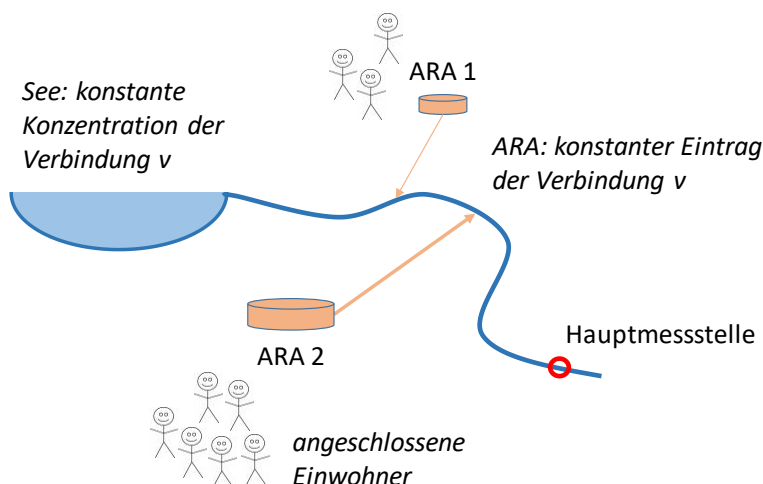 ARA 1
See: konstante
Konzentration der
Verbindung v
ARA: konstanter Eintrag
der Verbindung v
Hauptmessstelle
ARA 2
angeschlossene
Einwohner